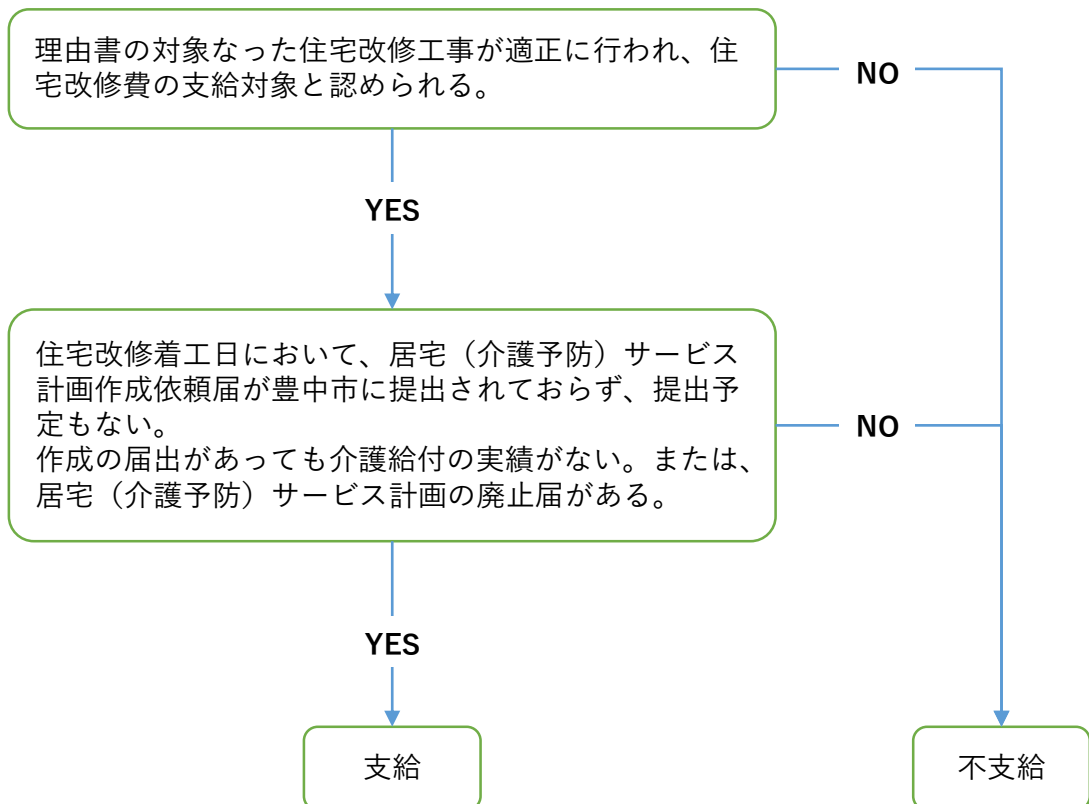 理由書の対象なった住宅改修工事が適正に行われ、住
宅改修費の支給対象と認められる。
NO
YES
住宅改修着工日において、居宅（介護予防）サービス
計画作成依頼届が豊中市に提出されておらず、提出予
定もない。
作成の届出があっても介護給付の実績がない。または、
居宅（介護予防）サービス計画の廃止届がある。
NO
YES
支給
不支給